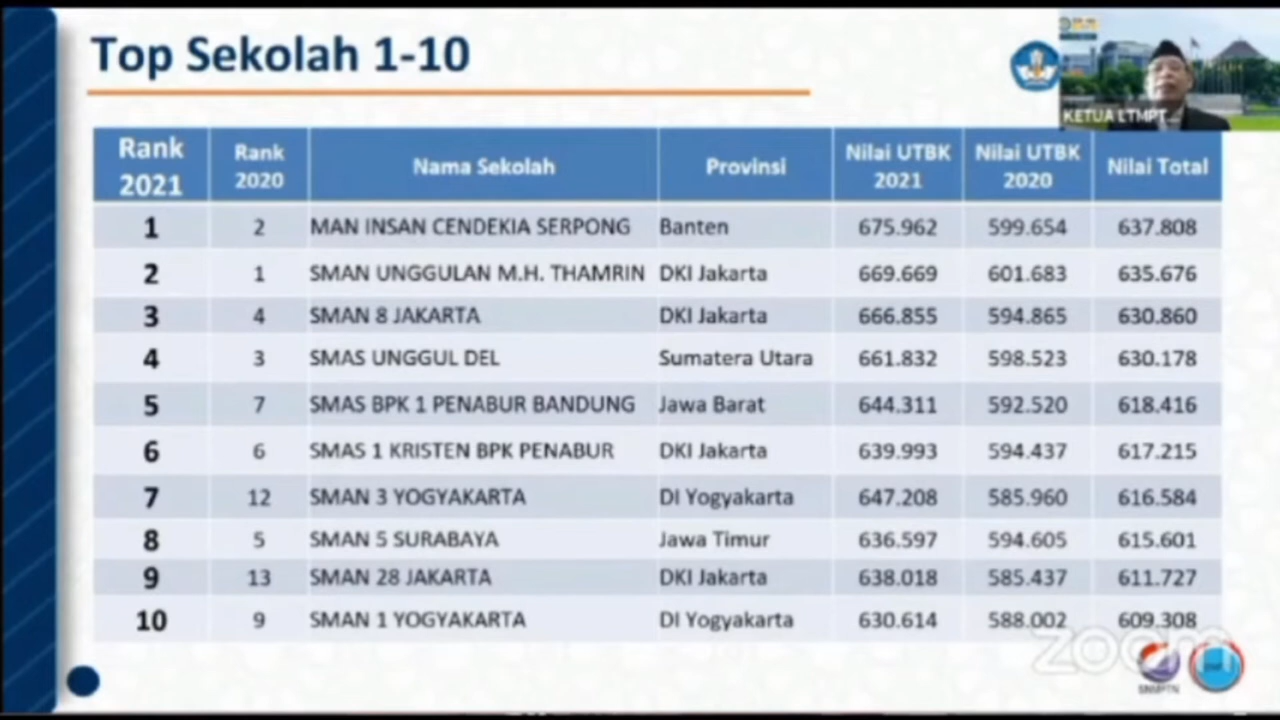 Top Sekolah 1-10
KETUA LTMPT...
Rank 2021 Rank 2020 Nama Sekolah Provinsi Nilai UTBK 2021 Nilai UTBK 2020 Nilai Total
1 2 MAN INSAN CENDEKIA SERPONG Banten 675.962 599.654 637.808
2 1 SMAN UNGGULAN M.H. THAMRIN DKI Jakarta 669.669 601.683 635.676
3 4 SMAN 8 JAKARTA DKI Jakarta 666.855 594.865 630.860
4 3 SMAS UNGGUL DEL Sumatera Utara 661.832 598.523 630.178
5 7 SMAS BPK 1 PENABUR BANDUNG Jawa Barat 644.311 592.520 618.416
6 6 SMAS 1 KRISTEN BPK PENABUR DKI Jakarta 639.993 594.437 617.215
7 12 SMAN 3 YOGYAKARTA DI Yogyakarta 647.208 585.960 616.584
8 5 SMAN 5 SURABAYA Jawa Timur 636.597 594.605 615.601
9 13 SMAN 28 JAKARTA DKI Jakarta 638.018 585.437 611.727
10 9 SMAN 1 YOGYAKARTA DI Yogyakarta 630.614 588.002 609.308
zoom
SNMPTN